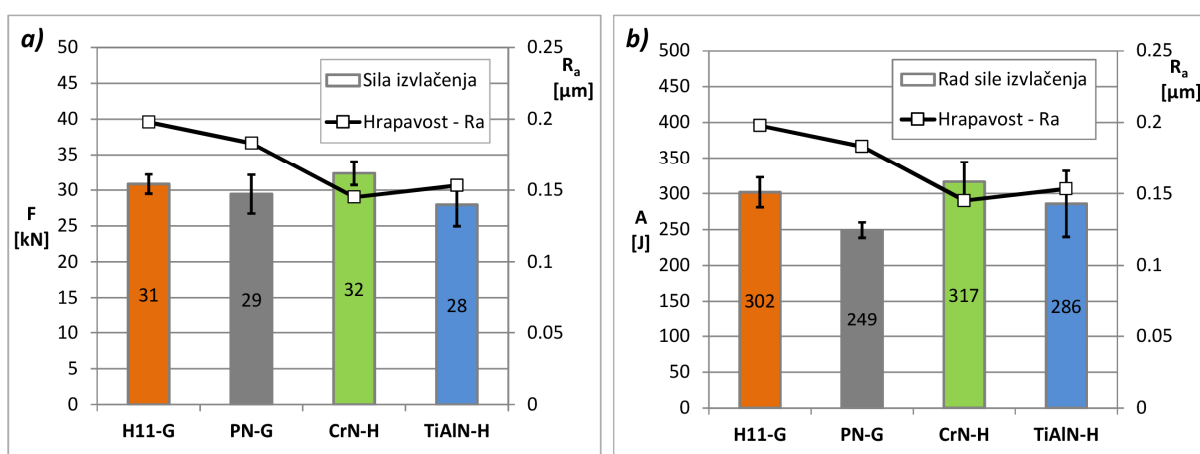 a)
50
45
40
35
30
25
20
15
10
5
0
F
[kN]
0.25
0.2
0.15
0.1
0.05
0
Ra
[µm]
Sila izvlačenja
Hrapavost - Ra
31
29
32
28
H11-G
PN-G
CrN-H
TiAlN-H
b)
500
450
400
350
300
250
200
150
100
50
0
A
[J]
0.25
0.2
0.15
0.1
0.05
0
Ra
[µm]
Rad sile izvlačenja
Hrapavost - Ra
302
249
317
286
H11-G
PN-G
CrN-H
TiAlN-H